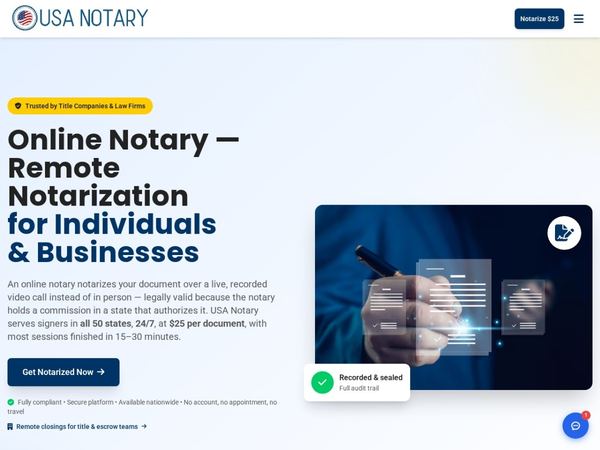 USA NOTARY
Notarize $25
Trusted by Title Companies & Law Firms
Online Notary —
Remote
Notarization
for Individuals
& Businesses
An online notary notarizes your document over a live, recorded
video call instead of in person — legally valid because the notary
holds a commission in a state that authorizes it. USA Notary
serves signers in all 50 states, 24/7, at $25 per document, with
most sessions finished in 15–30 minutes.
Get Notarized Now →
Recorded & sealed
Full audit trail
Fully compliant • Secure platform • Available nationwide • No account, no appointment, no
travel
Remote closings for title & escrow teams →
1